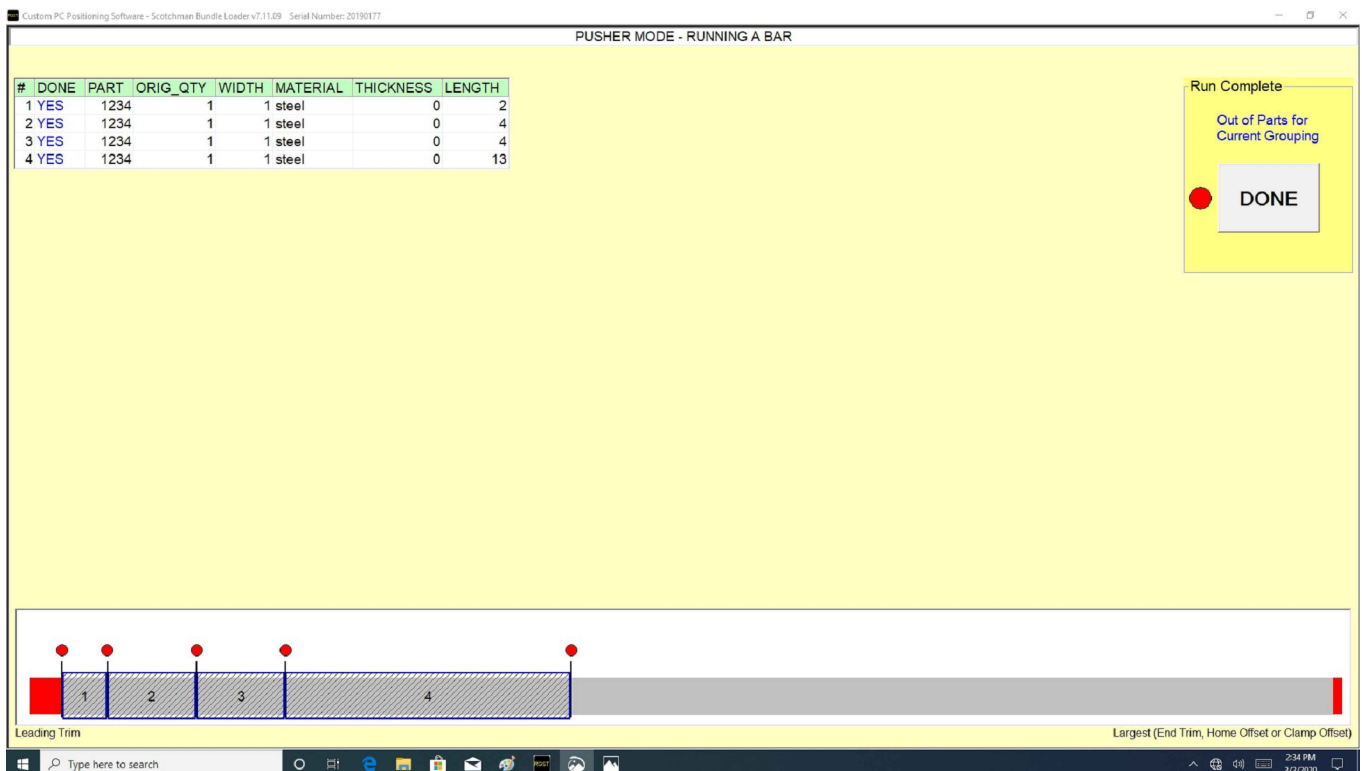 Custom PC Positioning Software - Scotchman Bundle Loader v7.11.09 Serial Number: 20190177
PUSHER MODE - RUNNING A BAR
# DONE PART ORIG_QTY WIDTH MATERIAL THICKNESS LENGTH
1 YES 1234 1 1 steel 0 2
2 YES 1234 1 1 steel 0 4
3 YES 1234 1 1 steel 0 4
4 YES 1234 1 1 steel 0 13
Run Complete
Out of Parts for
Current Grouping
DONE
1 2 3 4
Leading Trim Largest (End Trim, Home Offset or Clamp Offset)
Type here to search
2:34 PM